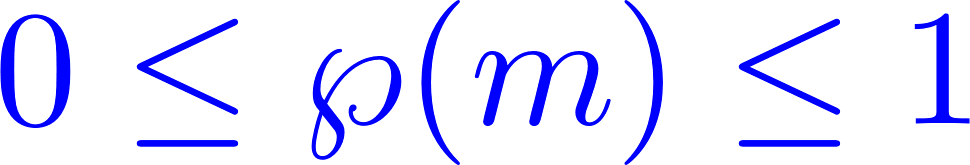 0 ≤ ℘(m) ≤ 1